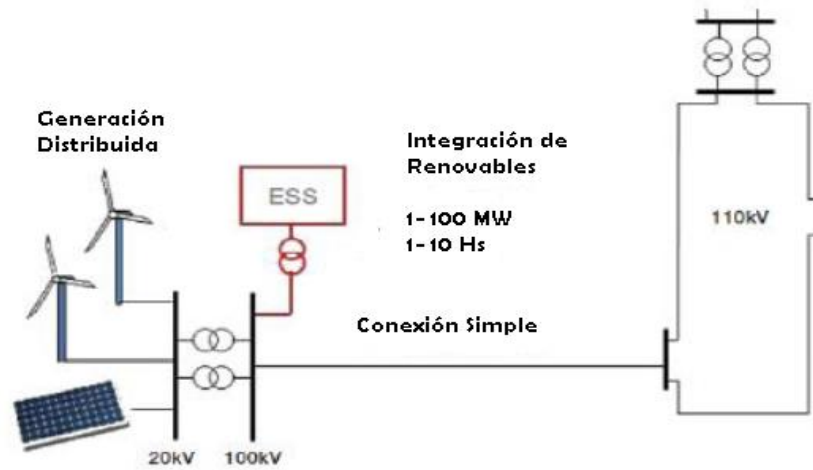 Generación
Distribuida
ESS
Integración de
Renovables
1-100 MW
1-10 Hs
110kV
Conexión Simple
20kV
100kV